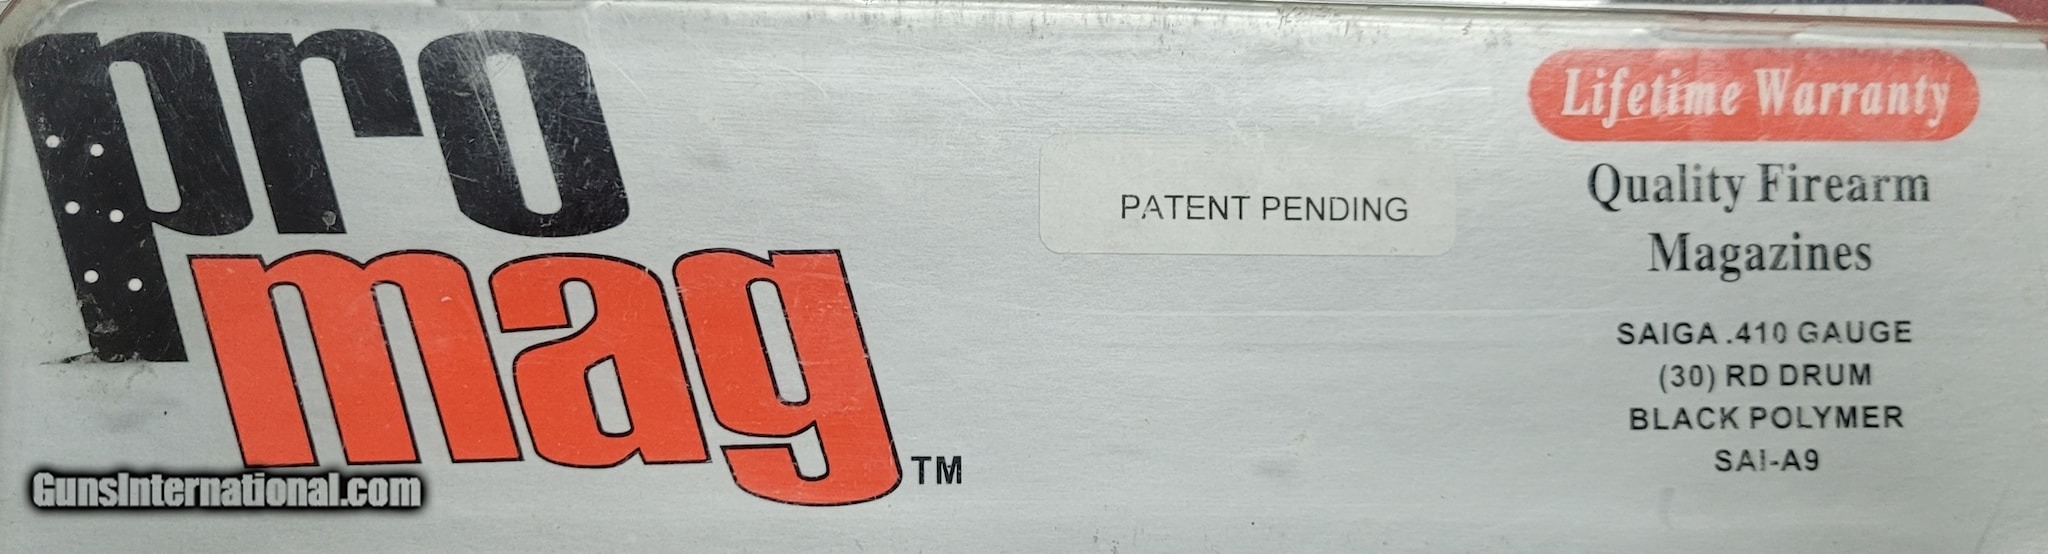 pro
mag
TM
PATENT PENDING
Lifetime Warranty
Quality Firearm
Magazines
SAIGA .410 GAUGE
(30) RD DRUM
BLACK POLYMER
SAI-A9
GunsInternational.com